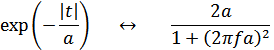 exp(−|t|/a) ↔ 2a/(1 + (2πfa)²)